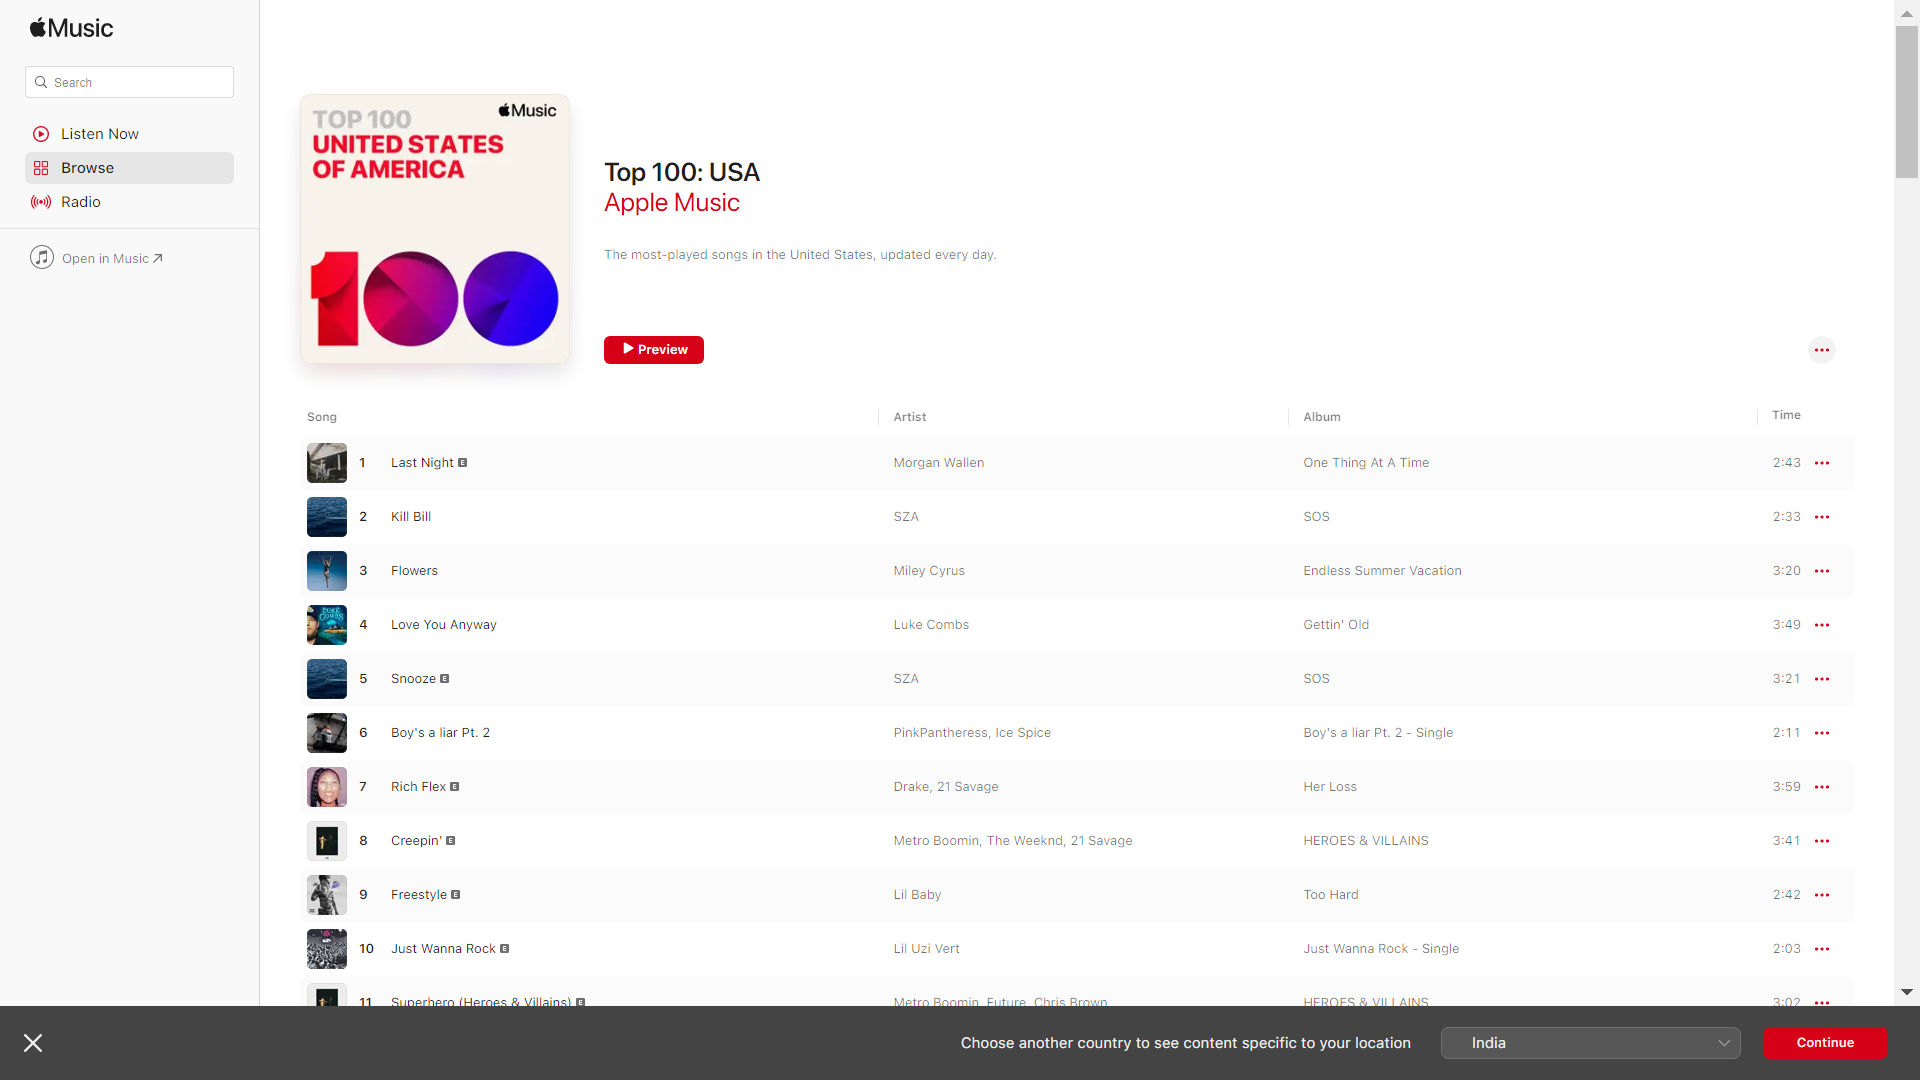 Music
Search
Listen Now
Browse
Radio
Open in Music
TOP 100
Music
UNITED STATES
OF AMERICA
100
Top 100: USA
Apple Music
The most-played songs in the United States, updated every day.
Preview
Song Artist Album Time
1 Last Night E Morgan Wallen One Thing At A Time 2:43
2 Kill Bill SZA SOS 2:33
3 Flowers Miley Cyrus Endless Summer Vacation 3:20
4 Love You Anyway Luke Combs Gettin' Old 3:49
5 Snooze E SZA SOS 3:21
6 Boy's a liar Pt. 2 PinkPantheress, Ice Spice Boy's a liar Pt. 2 - Single 2:11
7 Rich Flex E Drake, 21 Savage Her Loss 3:59
8 Creepin' E Metro Boomin, The Weeknd, 21 Savage HEROES & VILLAINS 3:41
9 Freestyle E Lil Baby Too Hard 2:42
10 Just Wanna Rock E Lil Uzi Vert Just Wanna Rock - Single 2:03
11 Superhero (Heroes & Villains) E Metro Boomin, Future, Chris Brown HEROES & VILLAINS 3:02
Choose another country to see content specific to your location India Continue